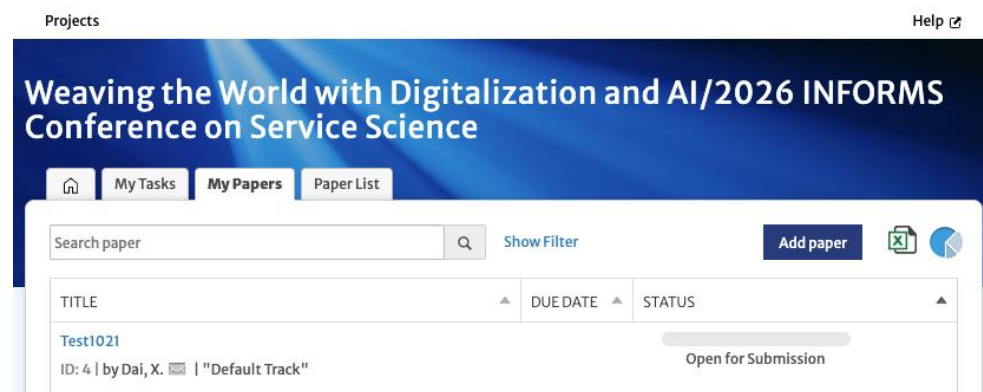 Projects
Help
Weaving the World with Digitalization and AI/2026 INFORMS
Conference on Service Science
My Tasks
My Papers
Paper List
Search paper
Show Filter
Add paper
TITLE
DUE DATE
STATUS
Test1021
ID: 4 | by Dai, X. | "Default Track"
Open for Submission